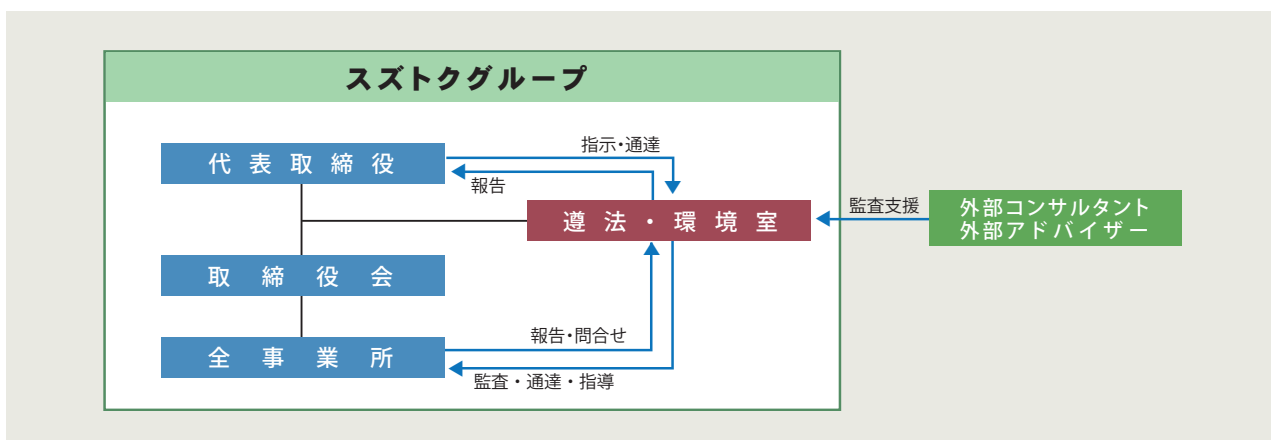 スズトクグループ
指示・通達
代表取締役
報告
遵法・環境室
監査支援
外部コンサルタント
外部アドバイザー
取締役会
報告・問合せ
全事業所
監査・通達・指導